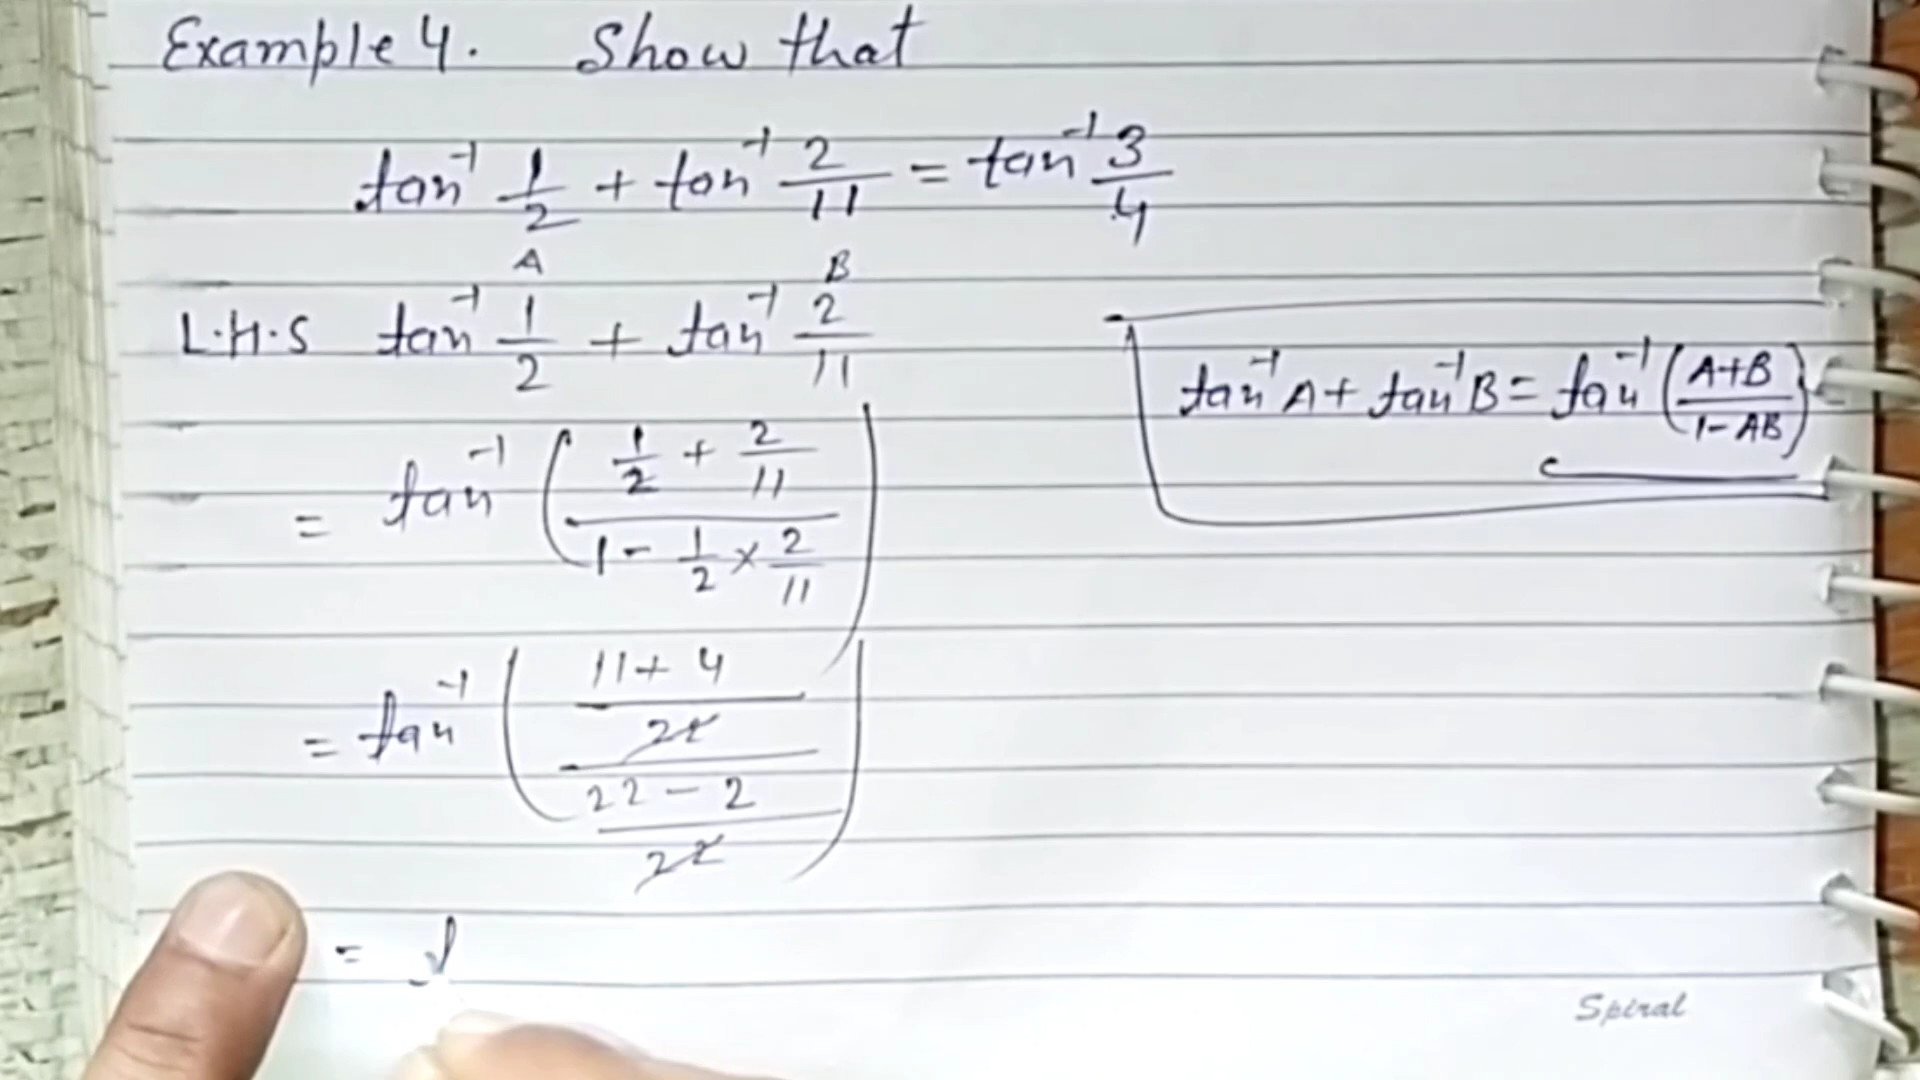 Example 4. Show that
tan⁻¹ 1/2 + tan⁻¹ 2/11 = tan⁻¹ 3/4
A B
L.H.S tan⁻¹ 1/2 + tan⁻¹ 2/11
tan⁻¹ A + tan⁻¹ B = tan⁻¹ (A+B / 1-AB)
= tan⁻¹ (1/2 + 2/11 / 1 - 1/2 × 2/11)
= tan⁻¹ (11+4 / 22 / 22-2 / 22)
=
Spiral